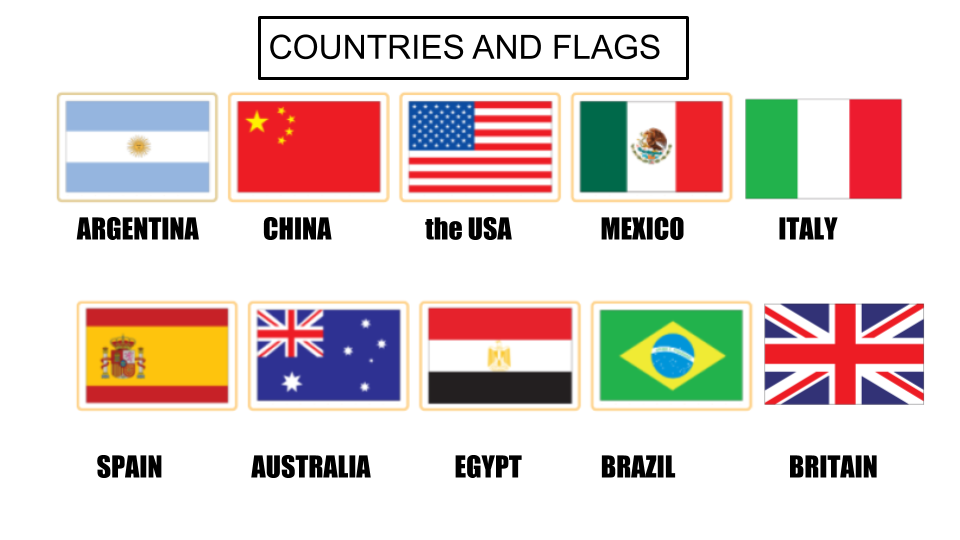 COUNTRIES AND FLAGS
ARGENTINA CHINA the USA MEXICO ITALY
SPAIN AUSTRALIA EGYPT BRAZIL BRITAIN